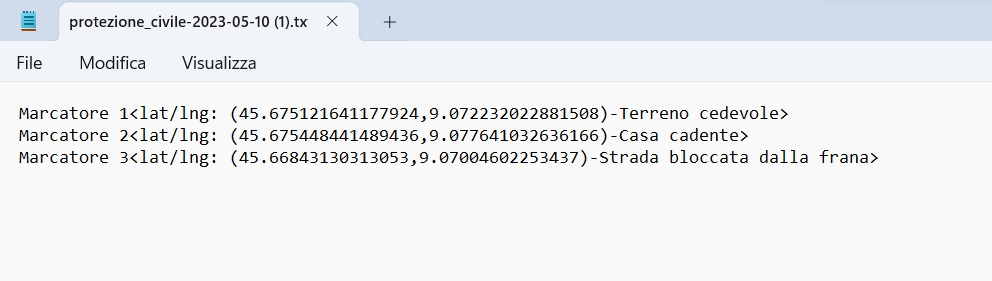 protezione_civile-2023-05-10 (1).tx
File Modifica Visualizza
Marcatore 1<lat/lng: (45.675121641177924,9.072232022881508)-Terreno cedevole>
Marcatore 2<lat/lng: (45.675448441489436,9.077641032636166)-Casa cadente>
Marcatore 3<lat/lng: (45.66843130313053,9.07004602253437)-Strada bloccata dalla frana>